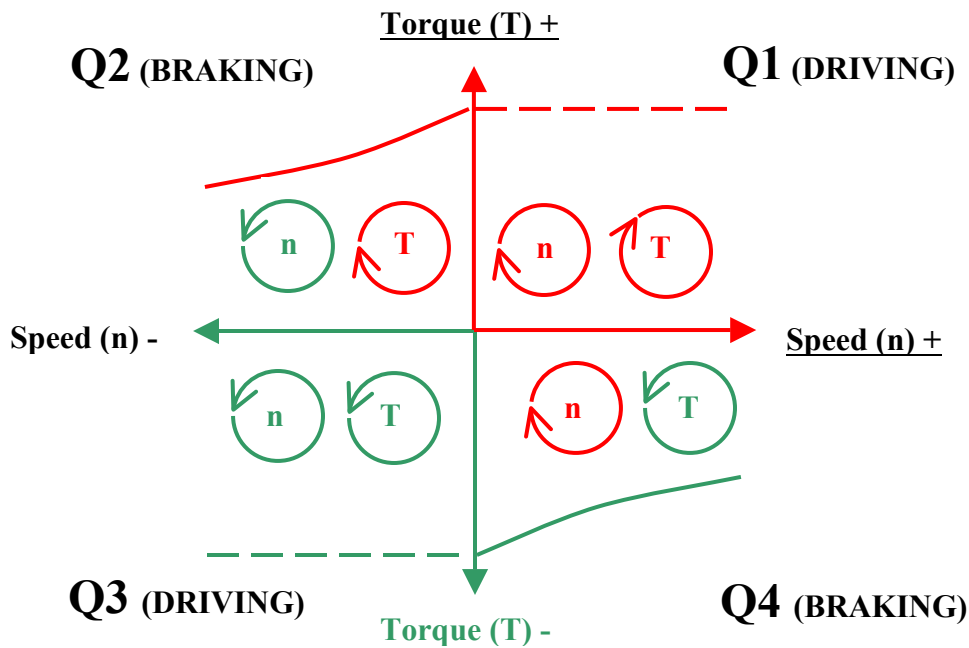 Torque (T) +
Q2 (BRAKING)
Q1 (DRIVING)
n
T
n
T
Speed (n) -
Speed (n) +
n
T
n
T
Q3 (DRIVING)
Q4 (BRAKING)
Torque (T) -